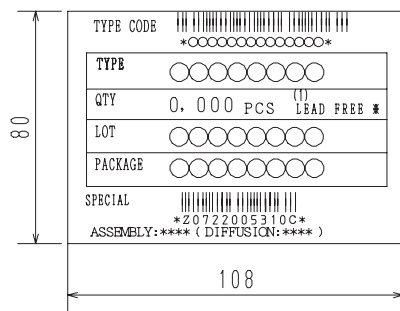 TYPE CODE
*○○○○○○○○○○○○○*
TYPE ○○○○○○○○
QTY 0,000 PCS (1) LEAD FREE ※
LOT ○○○○○○○○
PACKAGE ○○○○○○○○
SPECIAL
*Z0722005310C*
ASSEMBLY:**** ( DIFFUSION:**** )
80
108